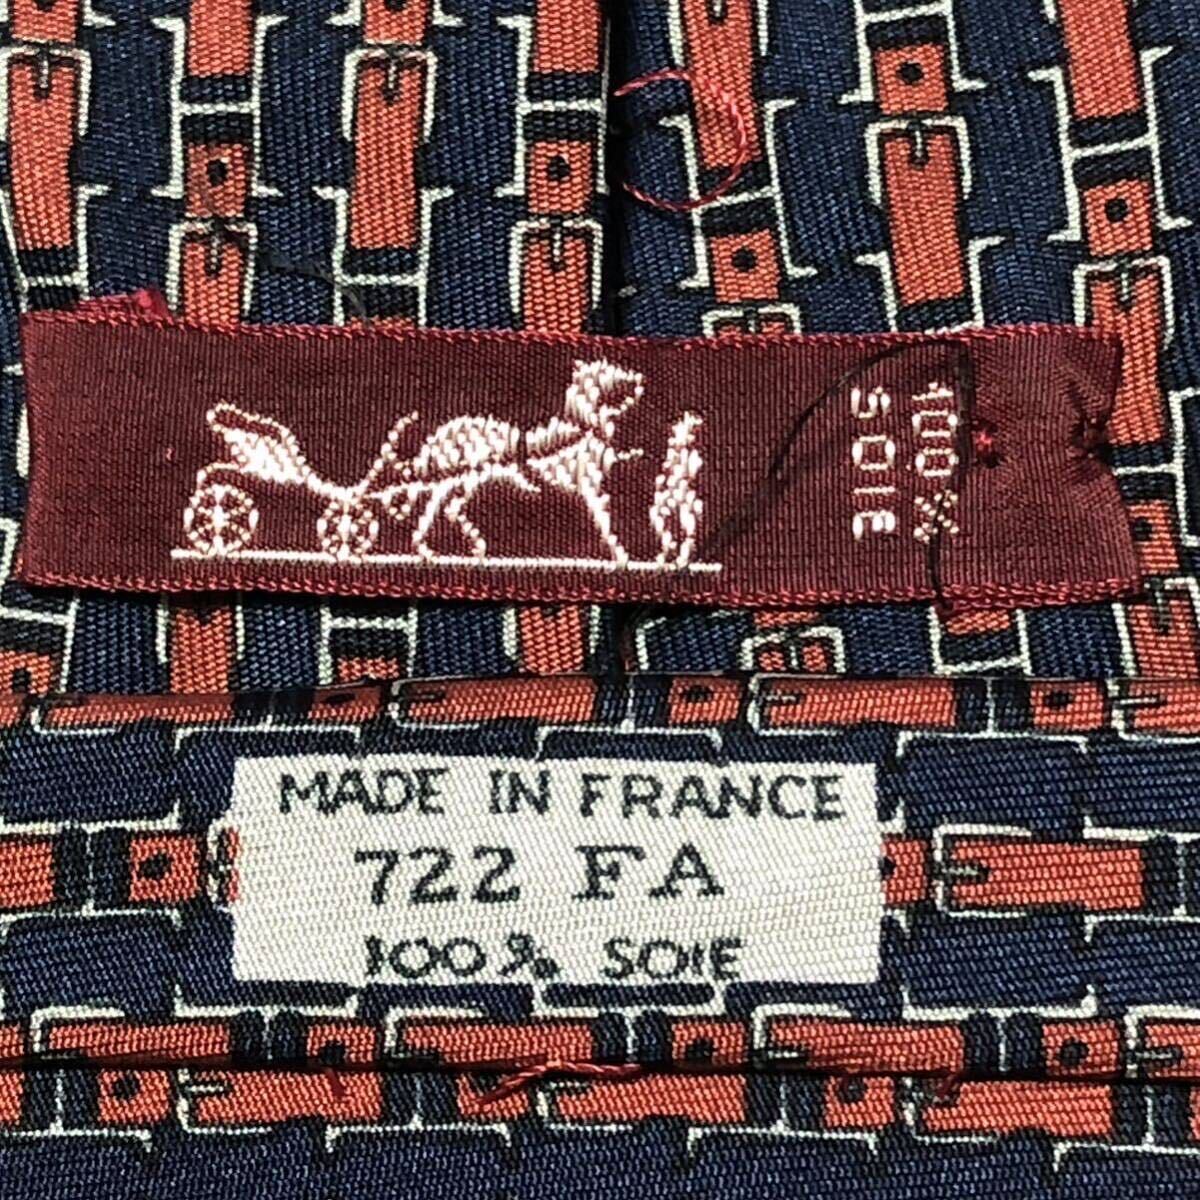 100%
SOIE
MADE IN FRANCE
722 FA
100% SOIE